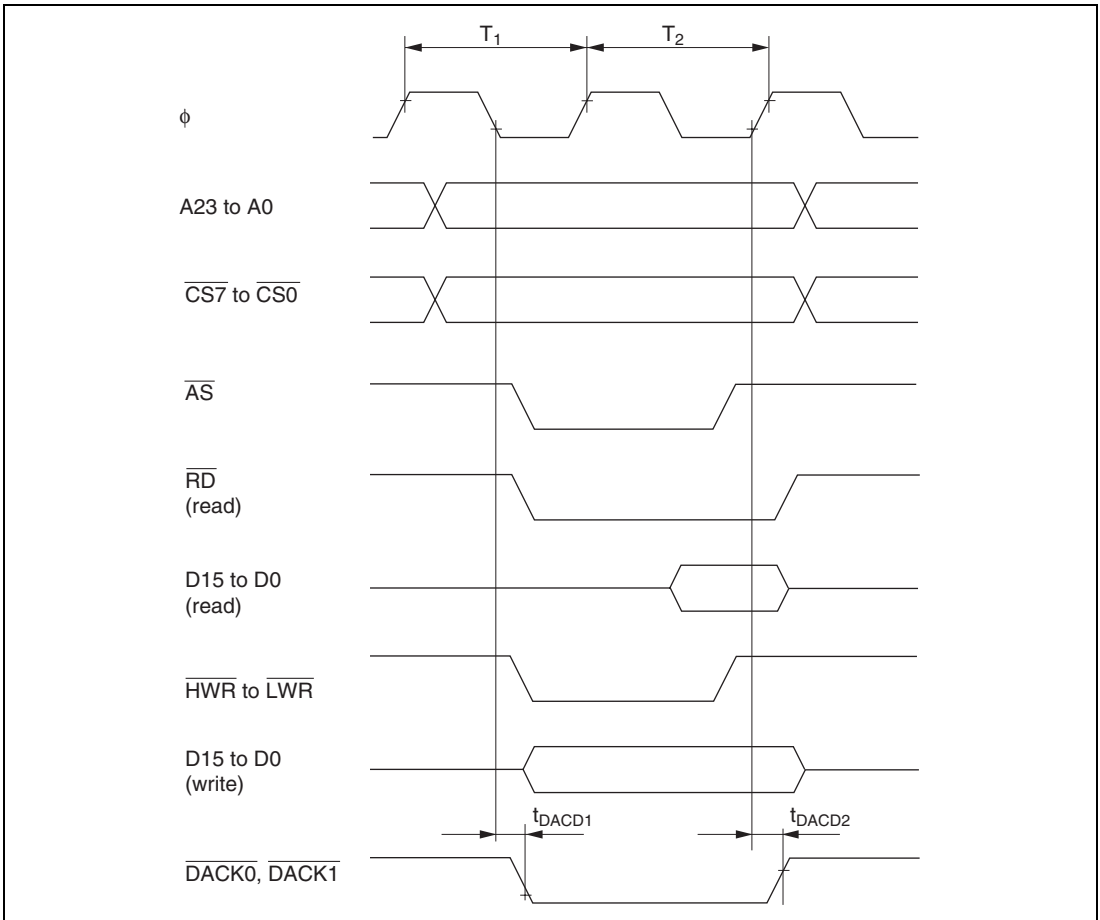 T1 T2
ϕ
A23 to A0
CS7 to CS0
AS
RD
(read)
D15 to D0
(read)
HWR to LWR
D15 to D0
(write)
tDACD1 tDACD2
DACK0, DACK1